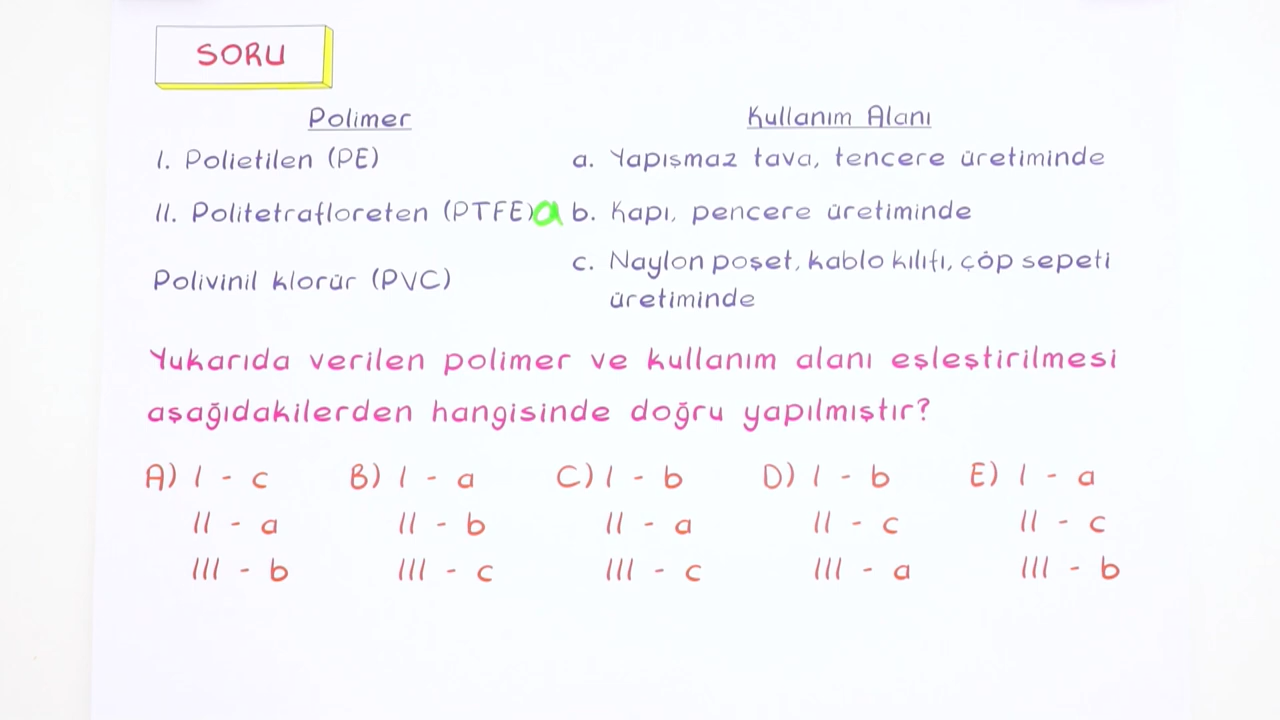 SORU
Polimer Kullanım Alanı
I. Polietilen (PE) a. Yapışmaz tava, tencere üretiminde
II. Politetrafloreten (PTFE) a b. Kapı, pencere üretiminde
Polivinil klorür (PVC) c. Naylon poşet, kablo kılıfı, çöp sepeti
üretiminde
Yukarıda verilen polimer ve kullanım alanı eşleştirilmesi
aşağıdakilerden hangisinde doğru yapılmıştır?
A) I - c B) I - a C) I - b D) I - b E) I - a
II - a II - b II - a II - c II - c
III - b III - c III - c III - a III - b